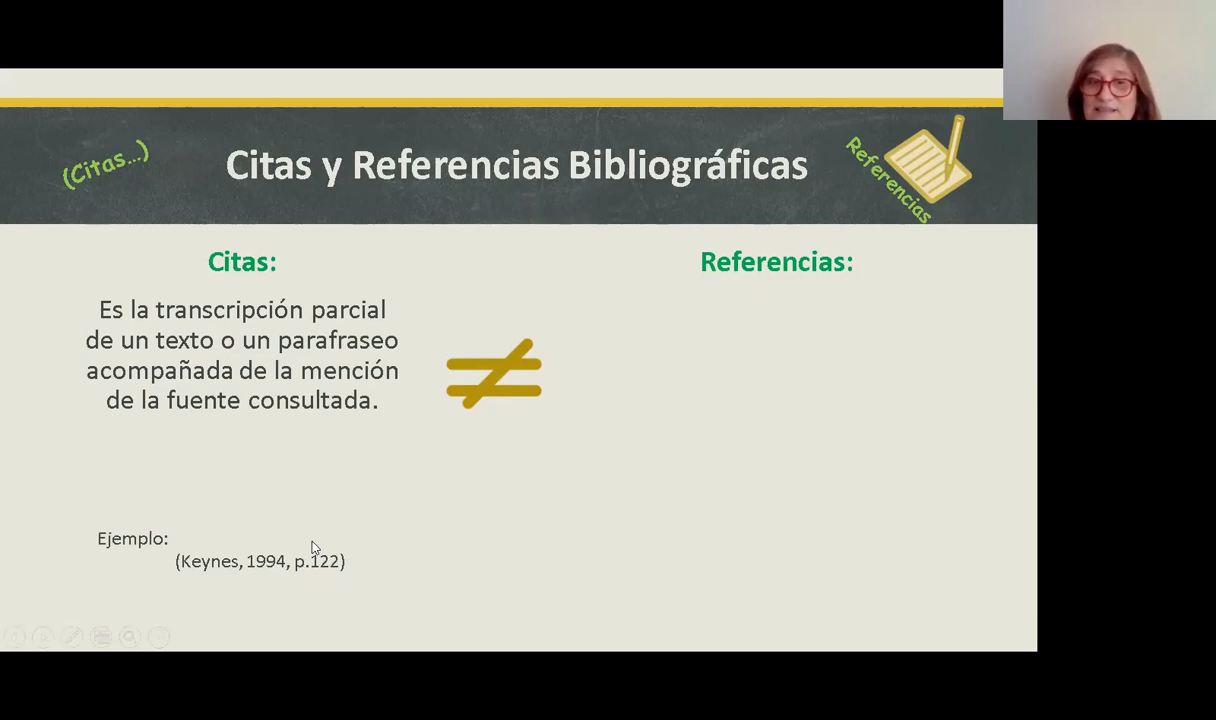 (Citas...)
Citas y Referencias Bibliográficas
Referencias
Citas:
Es la transcripción parcial
de un texto o un parafraseo
acompañada de la mención
de la fuente consultada.
≠
Referencias:
Ejemplo:
(Keynes, 1994, p.122)